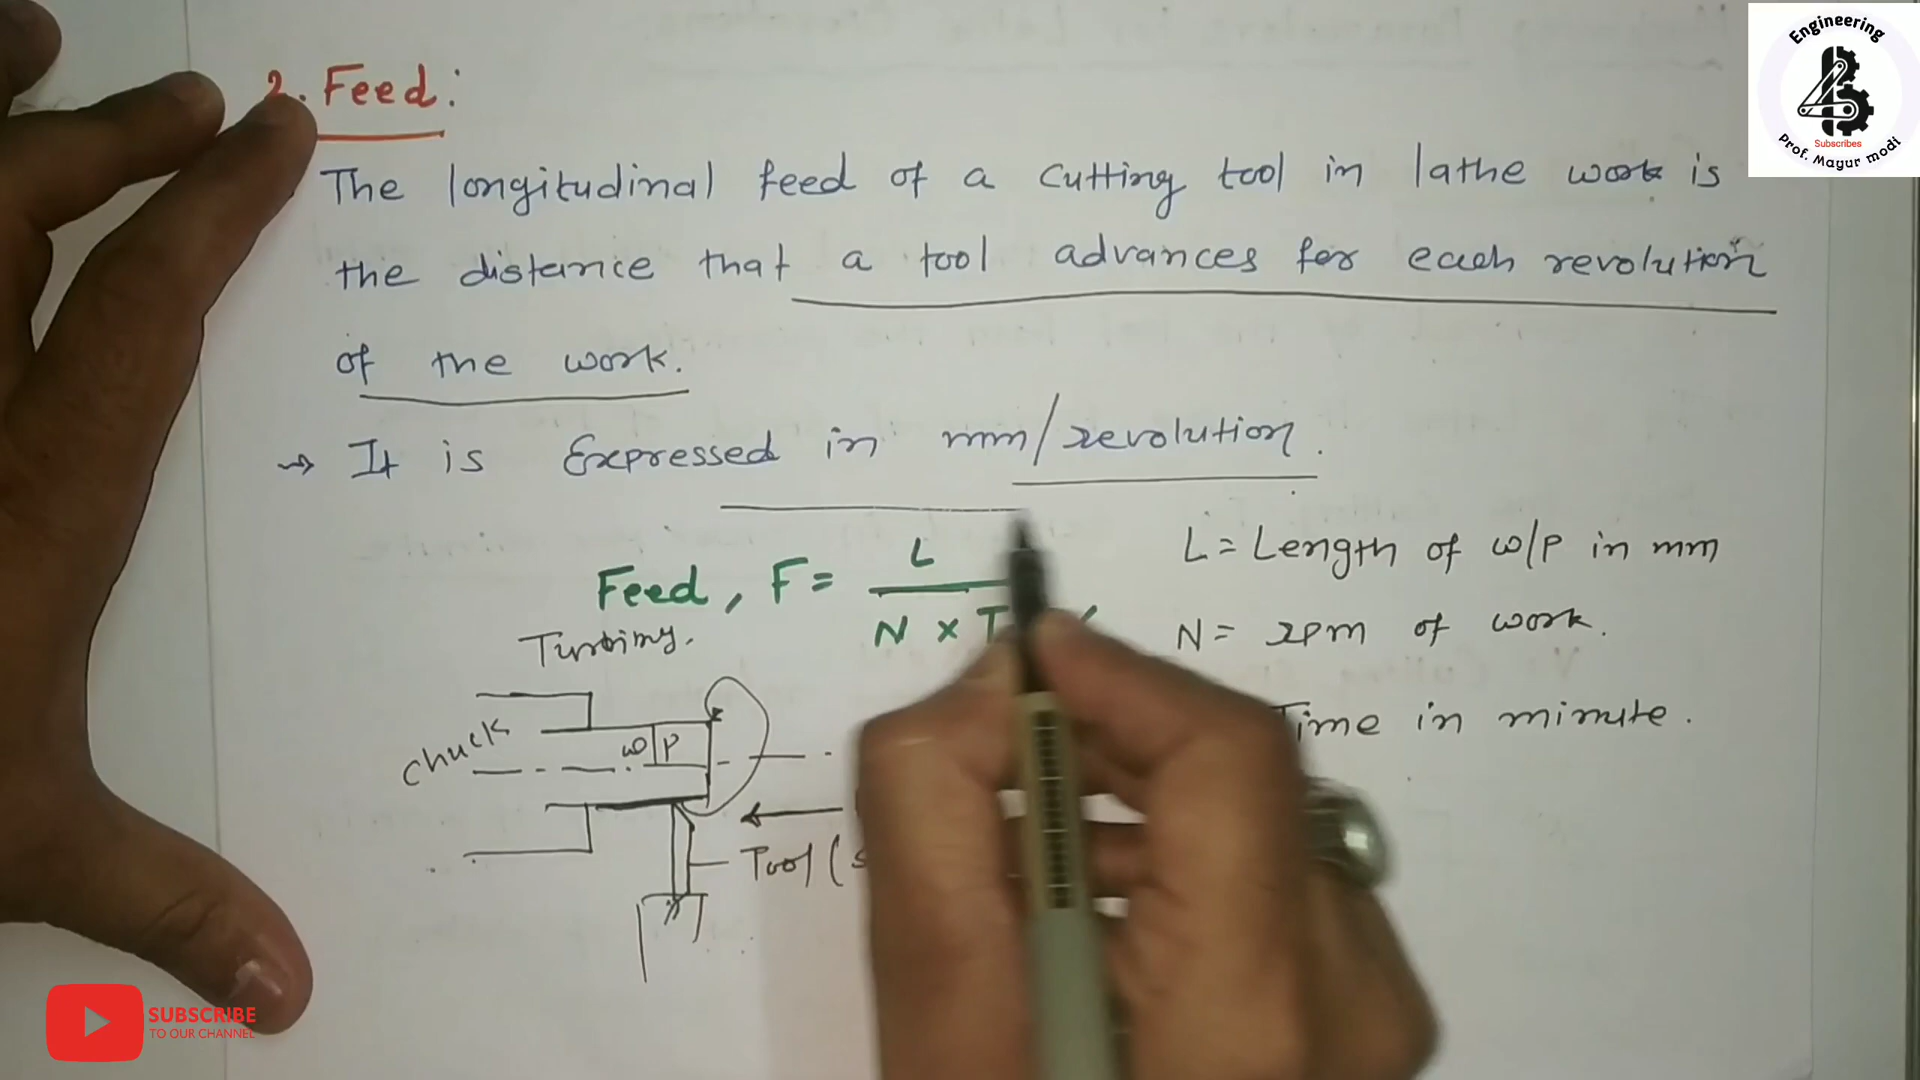 2. Feed:
The longitudinal feed of a cutting tool in lathe work is
the distance that a tool advances for each revolution
of the work.
→ It is Expressed in mm/revolution.
Feed, F = L
N x T
L = Length of w/p in mm
N = rpm of work.
Time in minute.
Turning.
chuck
w/p
Tool (
Engineering
Subscribes
Prof. Mayur modi
SUBSCRIBE
TO OUR CHANNEL